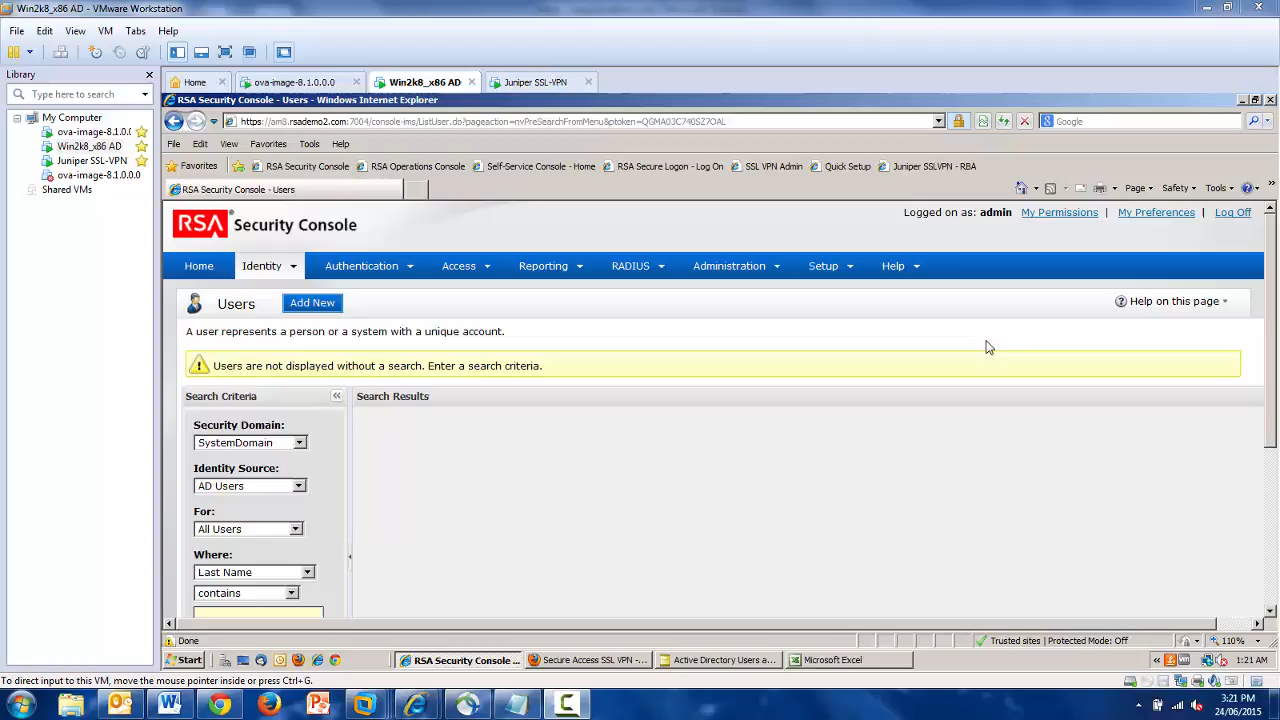 Win2k8_x86 AD - VMware Workstation
File Edit View VM Tabs Help
Library
Type here to search
My Computer
ova-image-8.1.0.(
Win2k8_x86 AD
Juniper SSL-VPN
ova-image-8.1.0.0.0
Shared VMs
Home ova-image-8.1.0.0.0 Win2k8_x86 AD Juniper SSL-VPN
RSA Security Console - Users - Windows Internet Explorer
https://am8.rsademo2.com:7004/console-ims/ListUser.do?pageaction=nvPreSearchFromMenu&ptoken=QGMA03C740SZ7OAL
Google
File Edit View Favorites Tools Help
Favorites RSA Security Console RSA Operations Console Self-Service Console - Home RSA Secure Logon - Log On SSL VPN Admin Quick Setup Juniper SSLVPN - RBA
RSA Security Console - Users
Page Safety Tools
Logged on as: admin My Permissions | My Preferences | Log Off
RSA Security Console
Home Identity Authentication Access Reporting RADIUS Administration Setup Help
Users Add New Help on this page
A user represents a person or a system with a unique account.
Users are not displayed without a search. Enter a search criteria.
Search Criteria Search Results
Security Domain:
SystemDomain
Identity Source:
AD Users
For:
All Users
Where:
Last Name
contains
Done Trusted sites | Protected Mode: Off 110%
Start RSA Security Console ... Secure Access SSL VPN -... Active Directory Users a... Microsoft Excel 1:21 AM
To direct input to this VM, move the mouse pointer inside or press Ctrl+G.
3:21 PM
24/06/2015